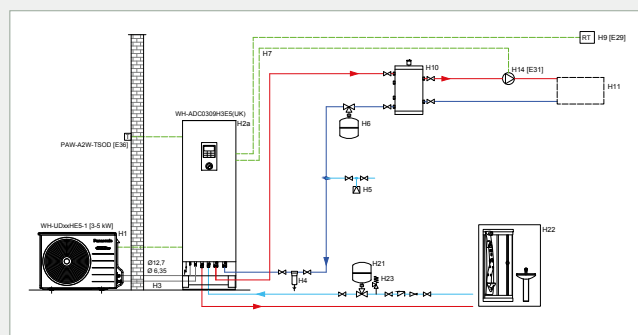 RT
H9 [E29]
H7
H10
H14 [E31]
H11
WH-ADC0309H3E5(UK)
H2a
T
PAW-A2W-TSOD [E36]
H6
H5
WH-UDxxHE5-1 [3-5 kW]
H1
Panasonic
H22
Ø12,7
Ø 6,35
H21
H23
H4
H3